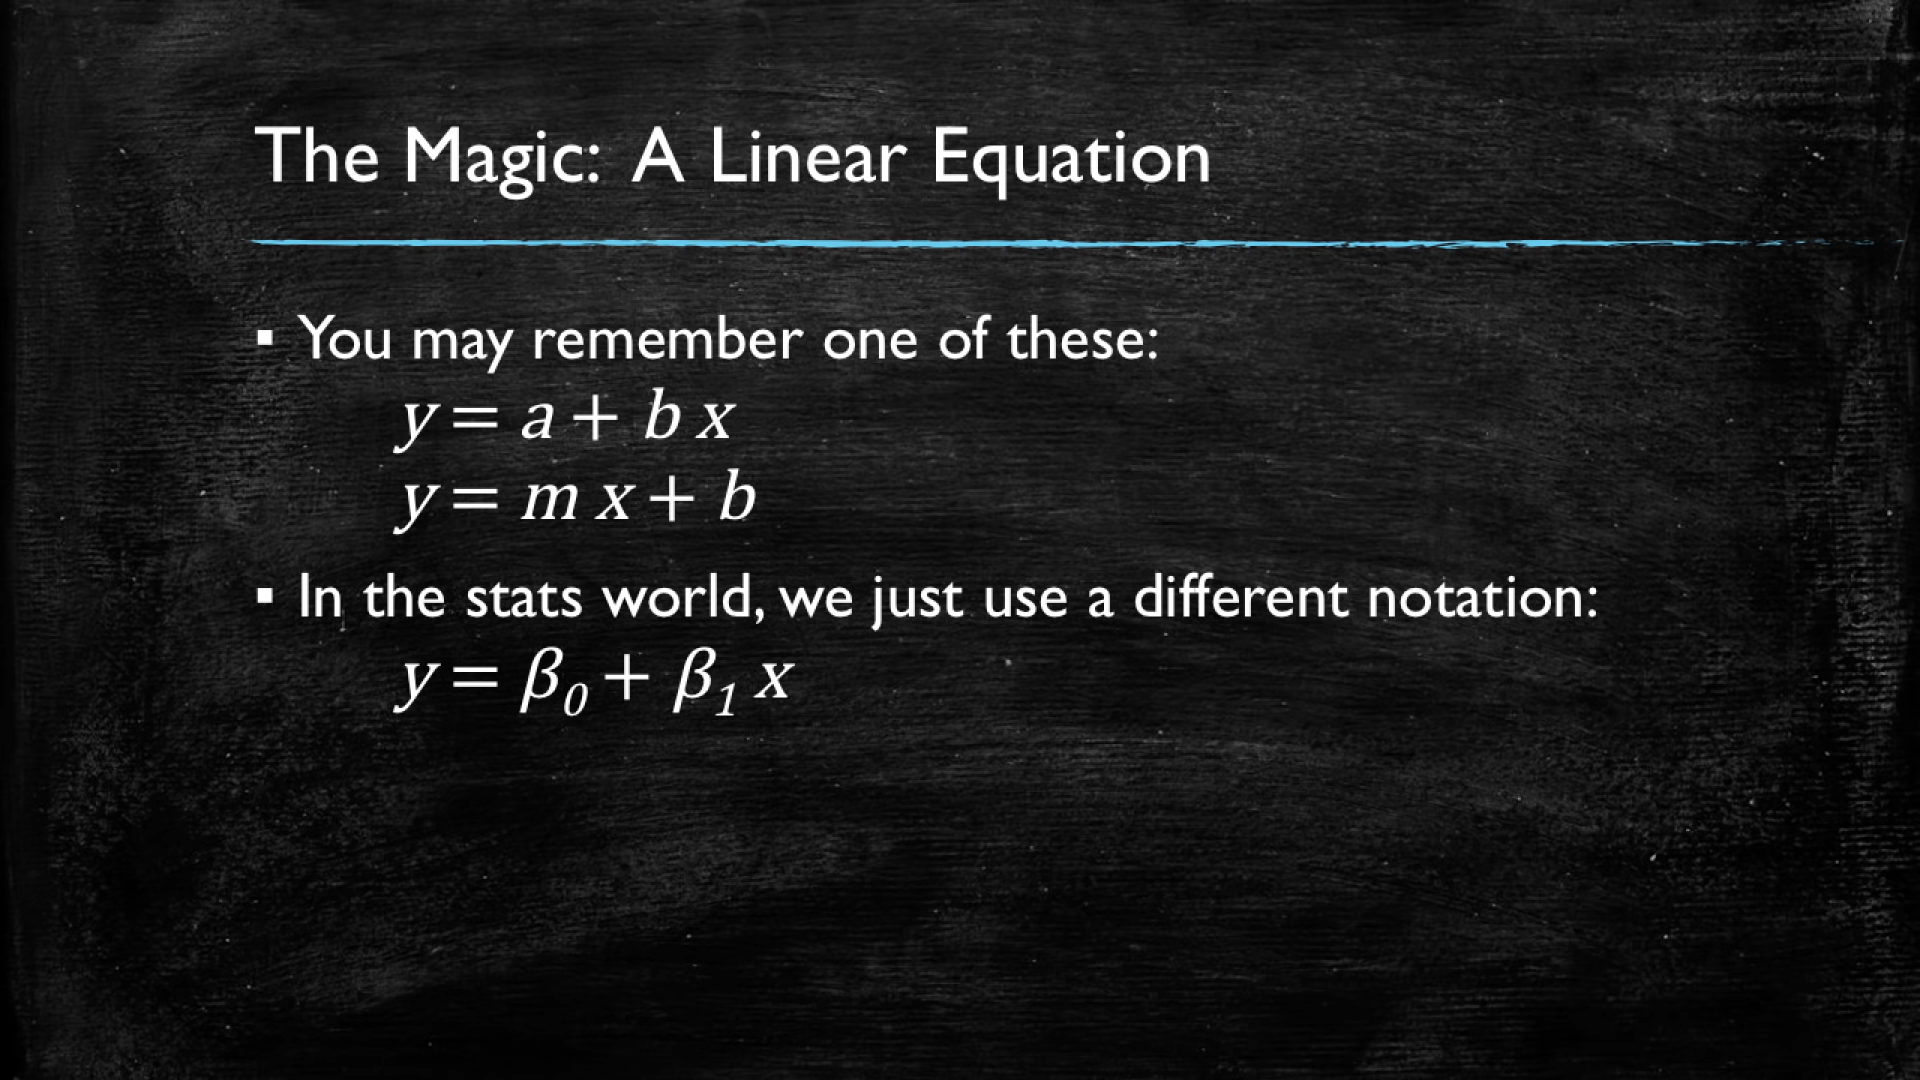 The Magic: A Linear Equation
▪ You may remember one of these:
y = a + b x
y = m x + b
▪ In the stats world, we just use a different notation:
y = β₀ + β₁ x